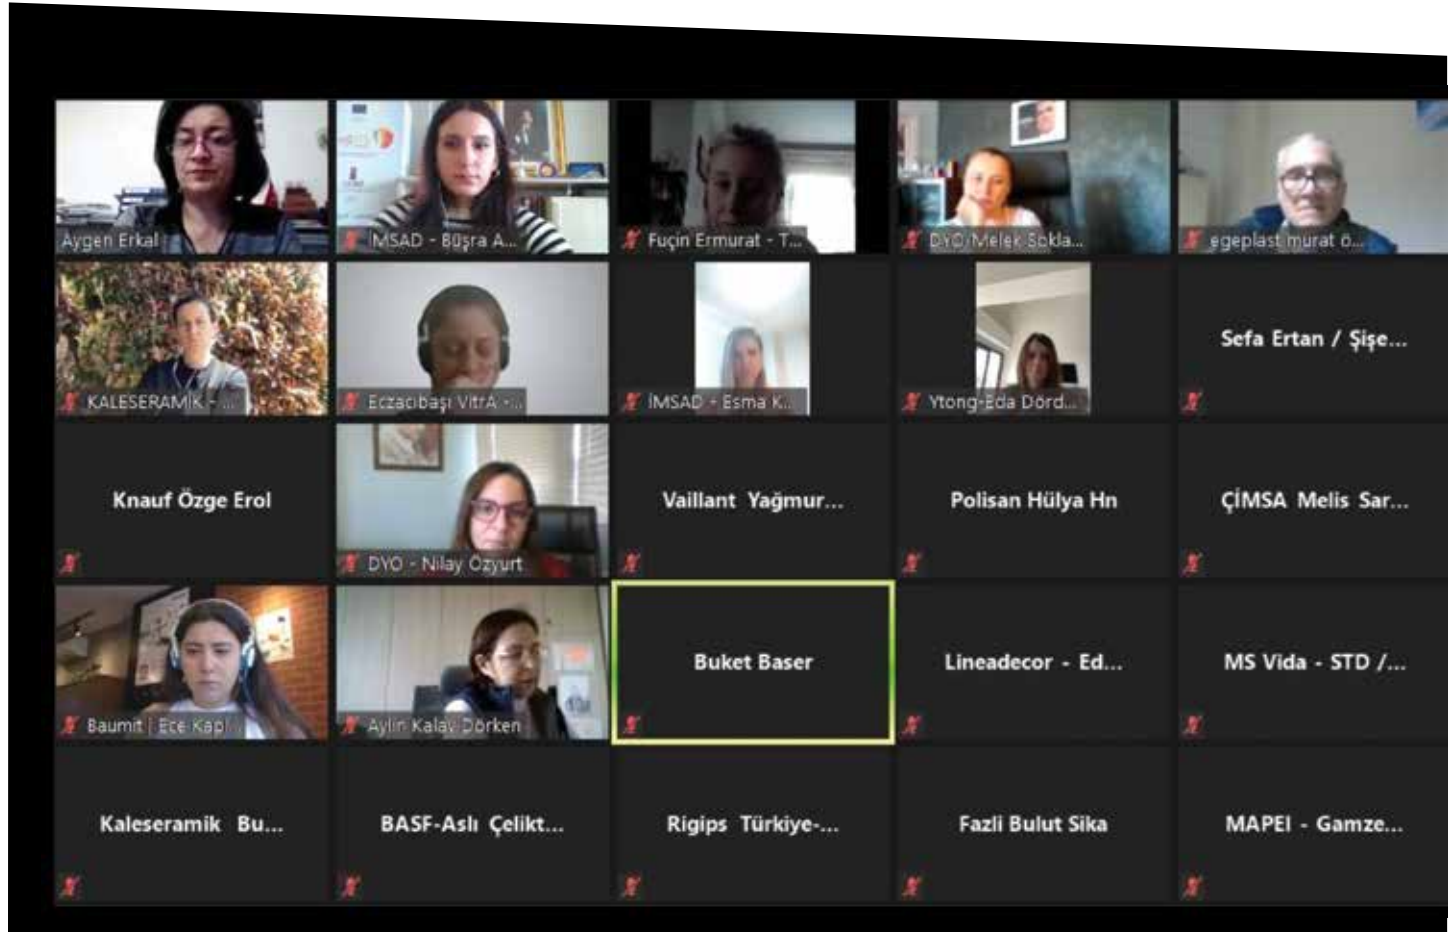 Aygen Erkal
İMSAD - Büşra A...
Fuçin Ermurat - T...
DYO Melek Sokla...
egeplast murat ö...
KALESERAMİK - ...
Eczacıbaşı VitrA -...
İMSAD - Esma K...
Ytong-Eda Dörd...
Sefa Ertan / Şişe...
Knauf Özge Erol
DYO - Nilay Özyurt
Vaillant Yağmur...
Polisan Hülya Hn
ÇİMSA Melis Sar...
Baumit | Ece Kapl
Aylin Kalay Dörken
Buket Baser
Lineadecor - Ed...
MS Vida - STD /...
Kaleseramik Bu...
BASF-Aslı Çelikt...
Rigips Türkiye-...
Fazli Bulut Sika
MAPEI - Gamze...